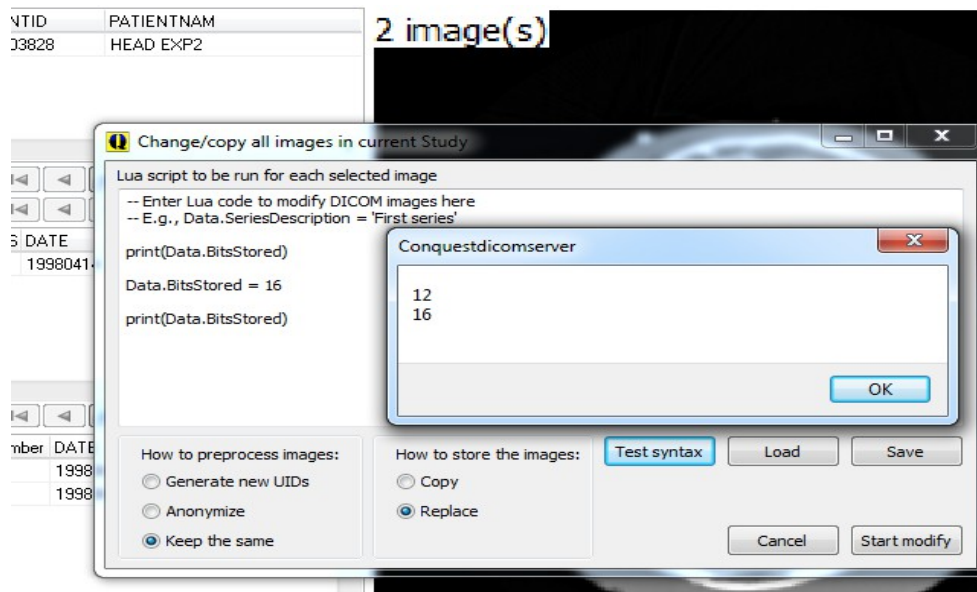 NTID PATIENTNAM
03828 HEAD EXP2
2 image(s)
Change/copy all images in current Study
Lua script to be run for each selected image
-- Enter Lua code to modify DICOM images here
-- E.g., Data.SeriesDescription = 'First series'
print(Data.BitsStored)
Data.BitsStored = 16
print(Data.BitsStored)
S DATE
1998041
Conquestdicomserver
12
16
OK
mber DATE
1998
1998
How to preprocess images:
Generate new UIDs
Anonymize
Keep the same
How to store the images:
Copy
Replace
Test syntax Load Save
Cancel Start modify